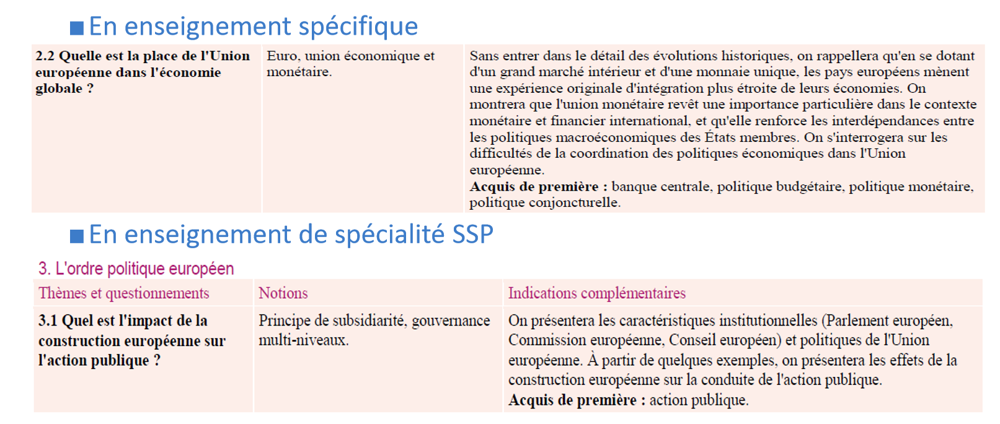 ■ En enseignement spécifique
2.2 Quelle est la place de l'Union
européenne dans l'économie
globale ?
Euro, union économique et
monétaire.
Sans entrer dans le détail des évolutions historiques, on rappellera qu'en se dotant
d'un grand marché intérieur et d'une monnaie unique, les pays européens mènent
une expérience originale d'intégration plus étroite de leurs économies. On
montrera que l'union monétaire revêt une importance particulière dans le contexte
monétaire et financier international, et qu'elle renforce les interdépendances entre
les politiques macroéconomiques des États membres. On s'interrogera sur les
difficultés de la coordination des politiques économiques dans l'Union
européenne.
Acquis de première : banque centrale, politique budgétaire, politique monétaire,
politique conjoncturelle.
■ En enseignement de spécialité SSP
3. L'ordre politique européen
Thèmes et questionnements
Notions
Indications complémentaires
3.1 Quel est l'impact de la
construction européenne sur
l'action publique ?
Principe de subsidiarité, gouvernance
multi-niveaux.
On présentera les caractéristiques institutionnelles (Parlement européen,
Commission européenne, Conseil européen) et politiques de l'Union
européenne. À partir de quelques exemples, on présentera les effets de la
construction européenne sur la conduite de l'action publique.
Acquis de première : action publique.